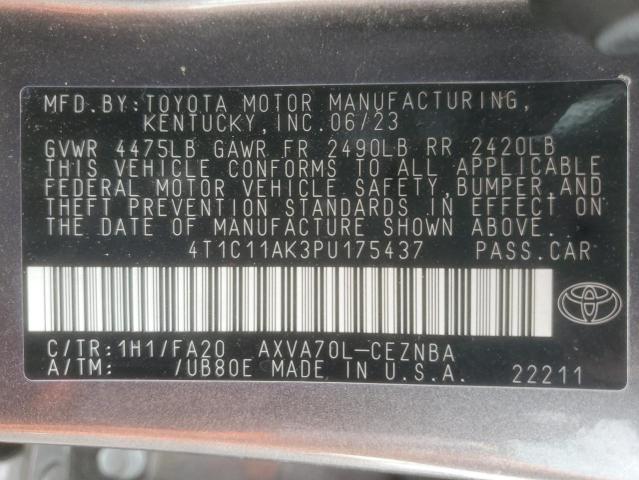 MFD.BY:TOYOTA MOTOR MANUFACTURING,
KENTUCKY,INC.06/23
GVWR 4475LB GAWR FR 2490LB RR 2420LB
THIS VEHICLE CONFORMS TO ALL APPLICABLE
FEDERAL MOTOR VEHICLE SAFETY,BUMPER,AND
THEFT PREVENTION STANDARDS IN EFFECT ON
THE DATE OF MANUFACTURE SHOWN ABOVE.
4T1C11AK3PU175437 PASS.CAR
C/TR:1H1/FA20 AXVA70L-CEZNBA
A/TM: /UB80E MADE IN U.S.A. 22211